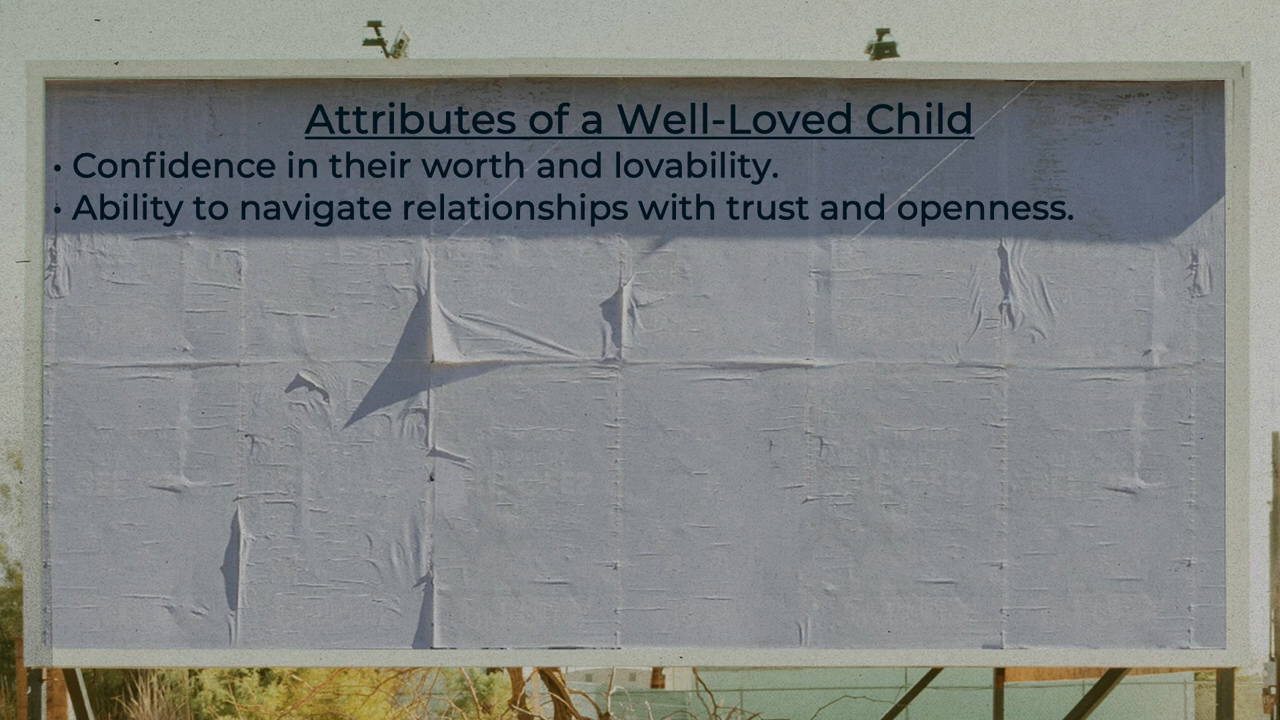 Attributes of a Well-Loved Child
• Confidence in their worth and lovability.
• Ability to navigate relationships with trust and openness.